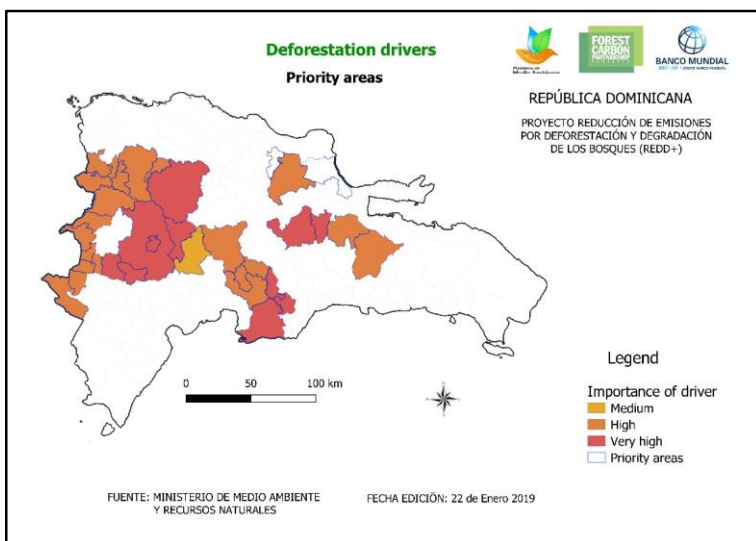 Deforestation drivers
Priority areas
Medio Ambiente
FOREST
CARBON
PARTNERSHIP
BANCO MUNDIAL
REPÚBLICA DOMINICANA
PROYECTO REDUCCIÓN DE EMISIONES
POR DEFORESTACIÓN Y DEGRADACIÓN
DE LOS BOSQUES (REDD+)
0 50 100 km
Legend
Importance of driver
Medium
High
Very high
Priority areas
FUENTE: MINISTERIO DE MEDIO AMBIENTE
Y RECURSOS NATURALES
FECHA EDICIÓN: 22 de Enero 2019